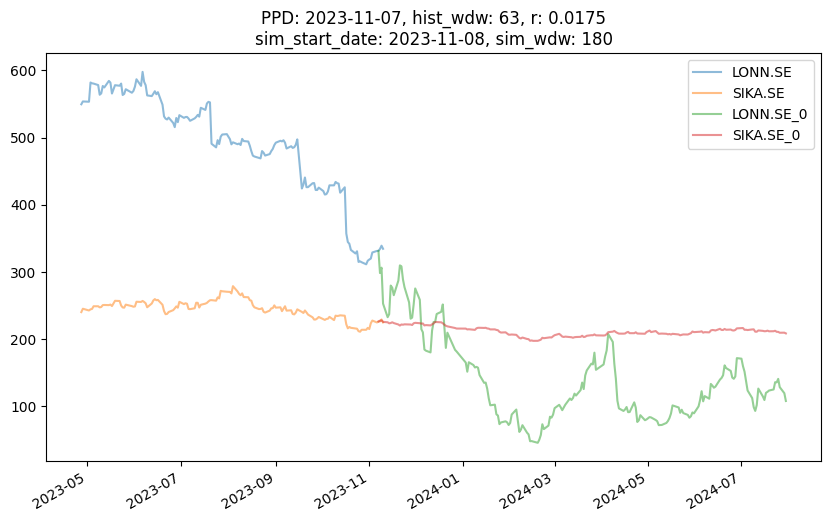 PPD: 2023-11-07, hist_wdw: 63, r: 0.0175
sim_start_date: 2023-11-08, sim_wdw: 180
LONN.SE
SIKA.SE
LONN.SE_0
SIKA.SE_0
600
500
400
300
200
100
2023-05
2023-07
2023-09
2023-11
2024-01
2024-03
2024-05
2024-07